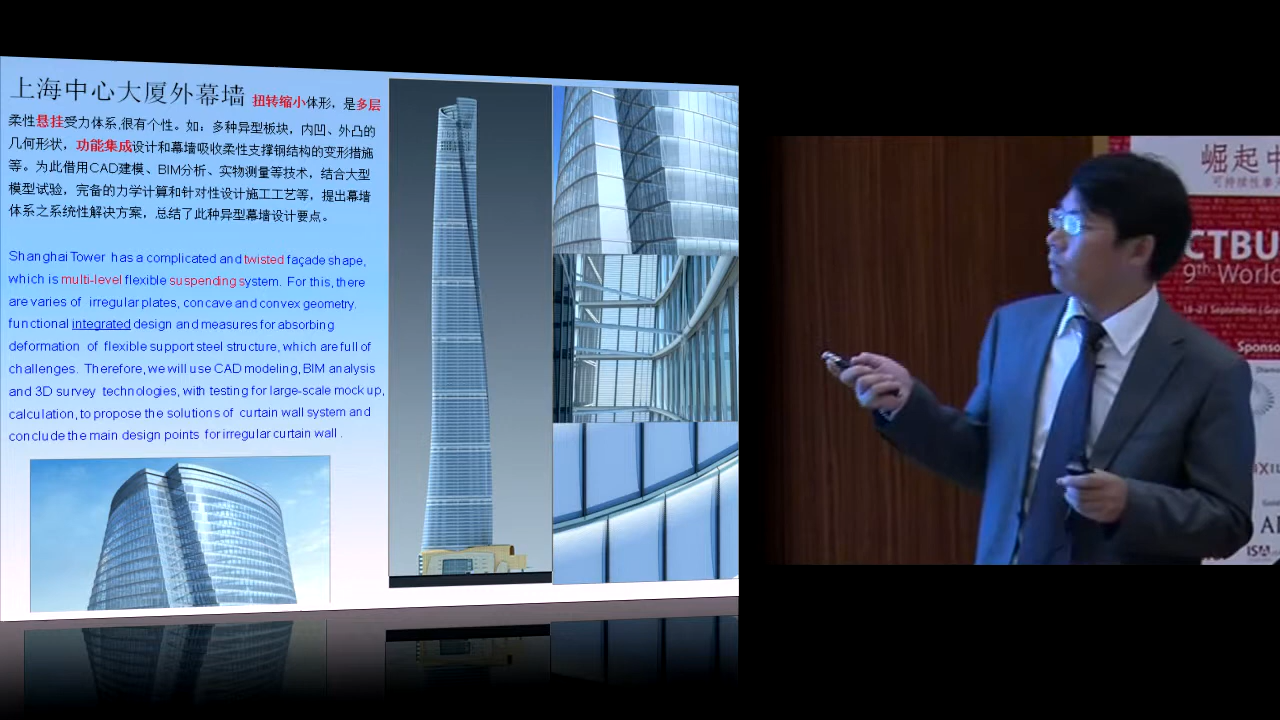 上海中心大厦外幕墙 扭转缩小体形，是多层
柔性悬挂受力体系,很有个性。如：多种异型板块，内凹、外凸的
几何形状，功能集成设计和幕墙吸收柔性支撑钢结构的变形措施
等。为此借用CAD建模、BIM分析、实物测量等技术，结合大型
模型试验，完备的力学计算和针对性设计施工工艺等，提出幕墙
体系之系统性解决方案，总结了此种异型幕墙设计要点。
Shanghai Tower has a complicated and twisted façade shape,
which is multi-level flexible suspending system. For this, there
are varies of irregular plates, concave and convex geometry,
functional integrated design and measures for absorbing
deformation of flexible support steel structure, which are full of
challenges. Therefore, we will use CAD modeling, BIM analysis
and 3D survey technologies, with testing for large-scale mock up,
calculation, to propose the solutions of curtain wall system and
conclude the main design points for irregular curtain wall .
崛起中
可持续性摩
CTBU
9th World
16-21 September | Gra
Sponso
Diamo
Gold
A
ISA